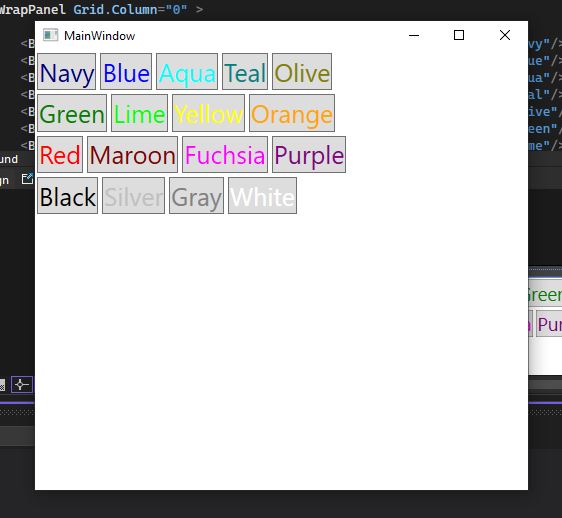 WrapPanel Grid.Column="0" >
MainWindow
Navy Blue Aqua Teal Olive
Green Lime Yellow Orange
Red Maroon Fuchsia Purple
Black Silver Gray White
<B
vy"/>
<B
ue"/>
<B
ua"/>
<B
al"/>
<B
ive"/
<B
een"/
<B
me"/>
und
gn
Green
a
Pur